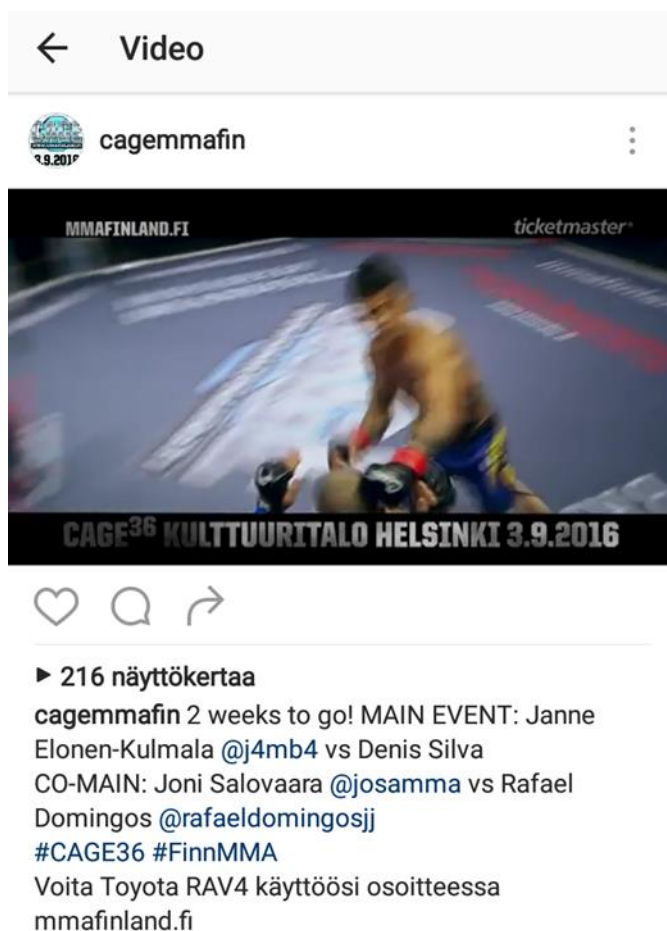 Video
cagemmafin
3.9.2016
MMAFINLAND.FI
ticketmaster
CAGE36 KULTTUURITALO HELSINKI 3.9.2016
216 näyttökertaa
cagemmafin 2 weeks to go! MAIN EVENT: Janne
Elonen-Kulmala @j4mb4 vs Denis Silva
CO-MAIN: Joni Salovaara @josamma vs Rafael
Domingos @rafaeldomingosjj
#CAGE36 #FinnMMA
Voita Toyota RAV4 käyttöösi osoitteessa
mmafinland.fi